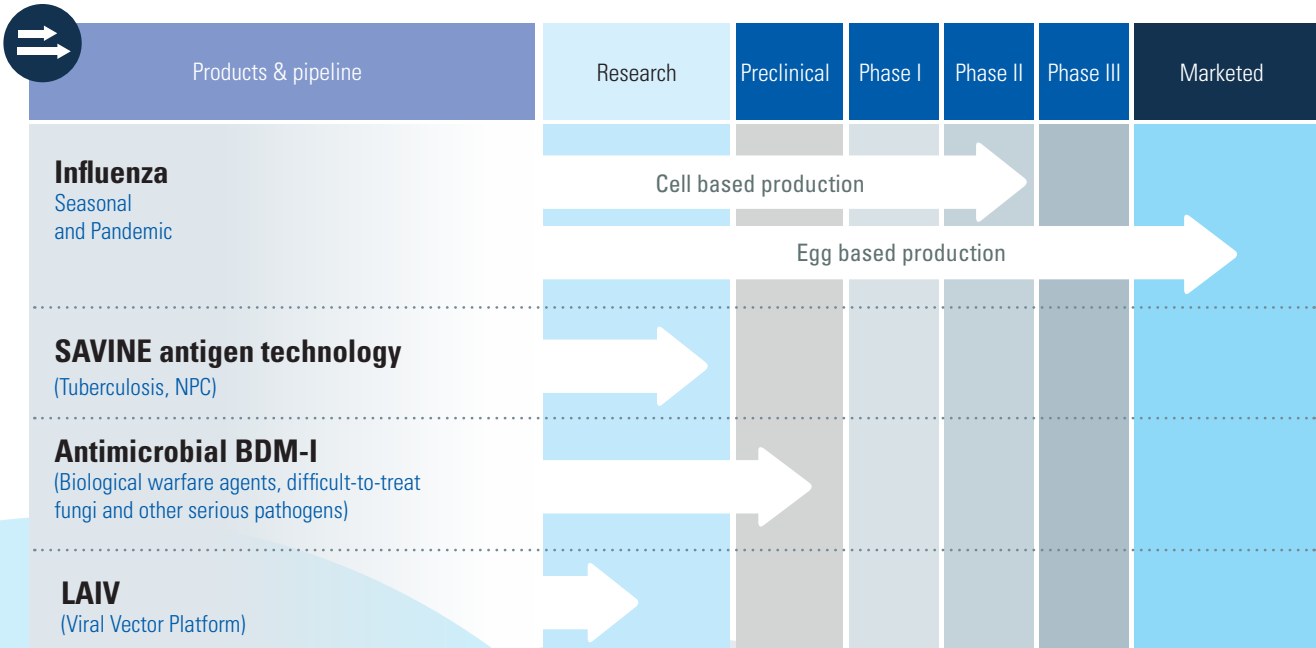 Products & pipeline
Research
Preclinical
Phase I
Phase II
Phase III
Marketed
Influenza
Seasonal
and Pandemic
Cell based production
Egg based production
SAVINE antigen technology
(Tuberculosis, NPC)
Antimicrobial BDM-I
(Biological warfare agents, difficult-to-treat
fungi and other serious pathogens)
LAIV
(Viral Vector Platform)